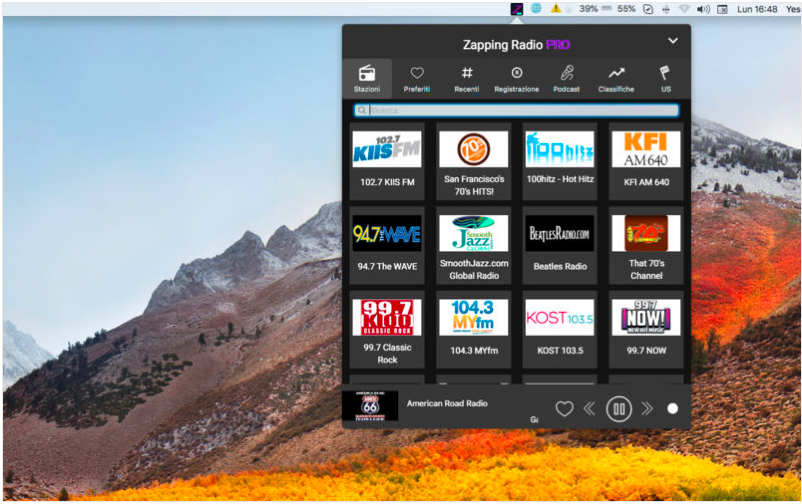 39% 55% Lun 16:48 Yes
Zapping Radio PRO
Stazioni Preferiti Recenti Registrazione Podcast Classifiche US
Ricerca
102.7
KIIS FM
70's
100hitz
KFI
AM 640
102.7 KIIS FM
San Francisco's
70's HITS!
100hitz - Hot Hitz
KFI AM 640
94.7 THE WAVE
Smooth
Jazz
GLOBAL
BEATLESRADIO.COM
70's
94.7 The WAVE
SmoothJazz.com
Global Radio
Beatles Radio
That 70's
Channel
99.7
CLASSIC ROCK
104.3
MYfm
KOST 103.5
99.7
NOW!
99.7 Classic
Rock
104.3 MYfm
KOST 103.5
99.7 NOW
66
American Road Radio